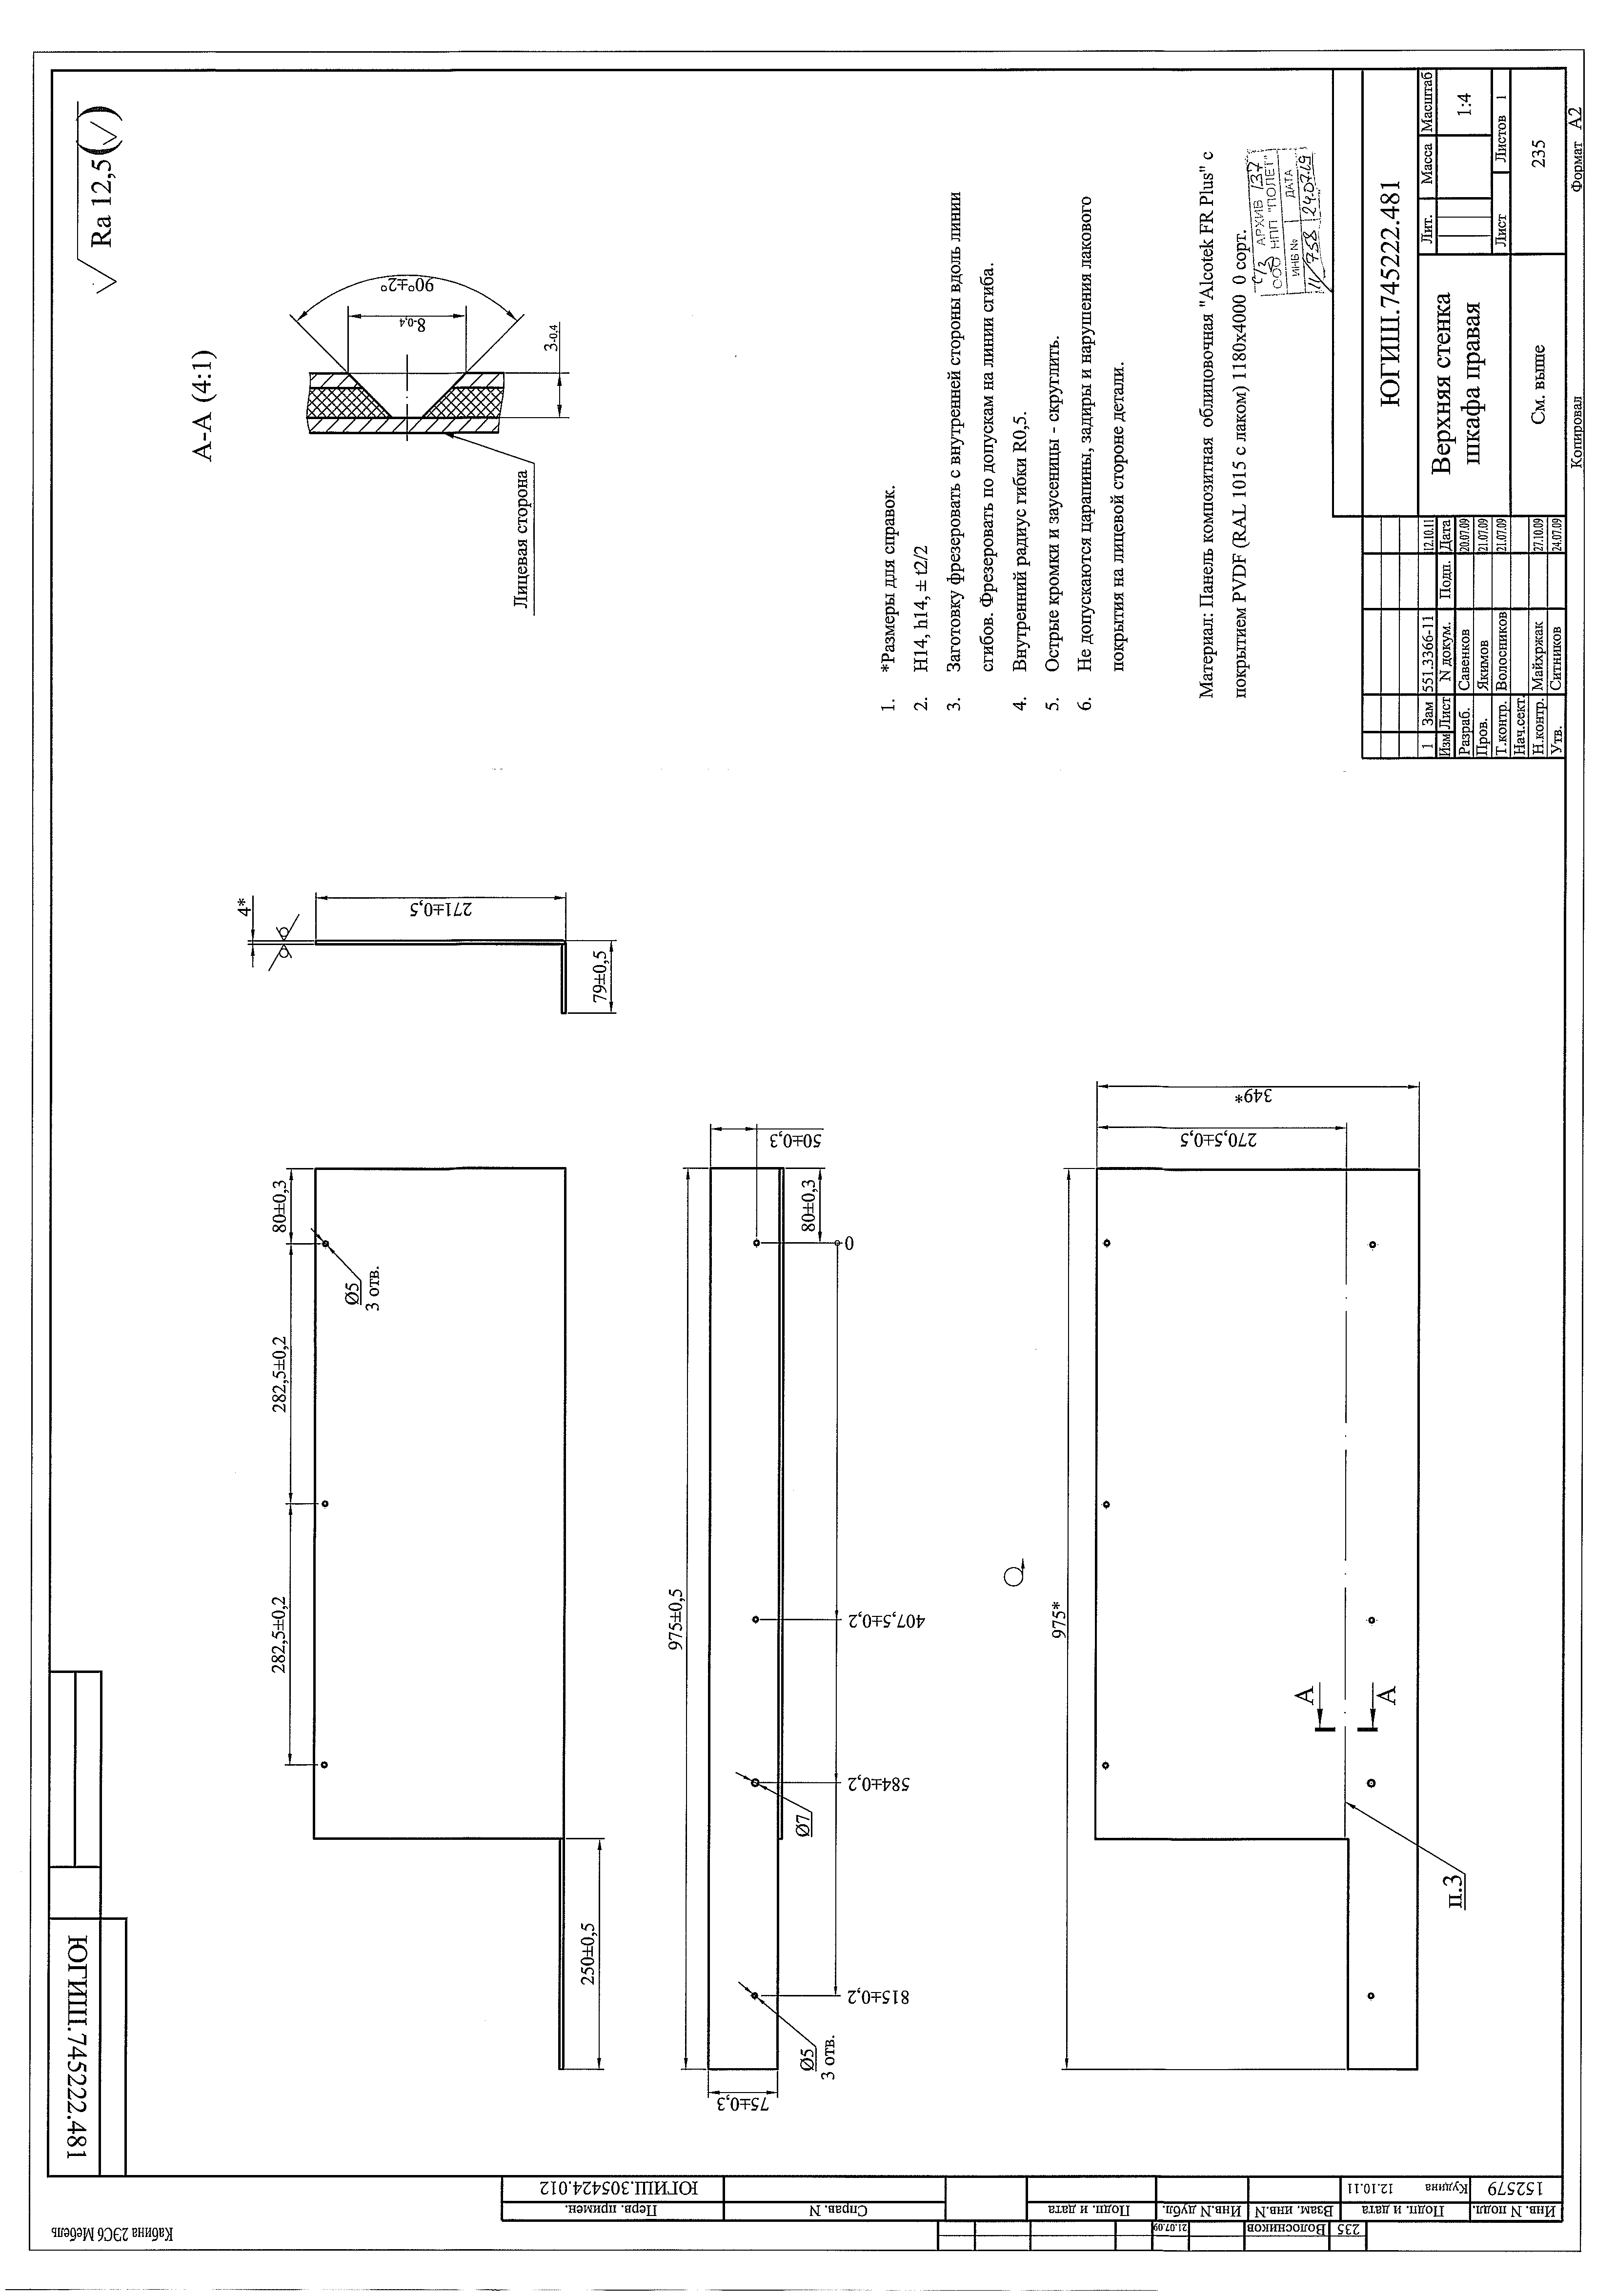 ЮГИШ.745222.481
Ra 12,5 (√)
282,5±0,2
282,5±0,2
80±0,3
Ø5
3 отв.
250±0,5
4*
271±0,5
79±0,5
А-А (4:1)
90°±2°
8-0,4
3-0,4
Лицевая сторона
975±0,5
75±0,3
50±0,3
80±0,3
0
407,5±0,2
584±0,2
815±0,2
Ø7
Ø5
3 отв.
975*
349*
270,5±0,5
А
А
п.3
1. *Размеры для справок.
2. H14, h14, ± t2/2
3. Заготовку фрезеровать с внутренней стороны вдоль линии
сгибов. Фрезеровать по допускам на линии сгиба.
4. Внутренний радиус гибки R0,5.
5. Острые кромки и заусеницы - скруглить.
6. Не допускаются царапины, задиры и нарушения лакового
покрытия на лицевой стороне детали.
Материал: Панель композитная облицовочная "Alcotek FR Plus" с
покрытием PVDF (RAL 1015 с лаком) 1180х4000 0 сорт.
АРХИВ 137
ООО НПП "ПОЛЕТ"
ИНВ № ДАТА
11/758 24.07.19
ЮГИШ.745222.481
1 Зам 551.3366-11 12.10.11
Изм Лист N докум. Подп. Дата
Разраб. Савенков 20.07.09
Пров. Якимов 21.07.09
Т.контр. Волосников 21.07.09
Нач.сект.
Н.контр. Майхржак 27.10.09
Утв. Ситников 24.07.09
Верхняя стенка
шкафа правая
Лит. Масса Масштаб
1:4
Лист Листов 1
См. выше
235
Копировал Формат А2
Кабина 2ЭС6 Мебель
Перв. примен.
ЮГИШ.305424.012
Справ. N
Подп. и дата
Инв.N дубл.
Взам. инв.N
Подп. и дата
Кудина 12.10.11
Инв. N подл.
152579
21.07.09
Волосников
235